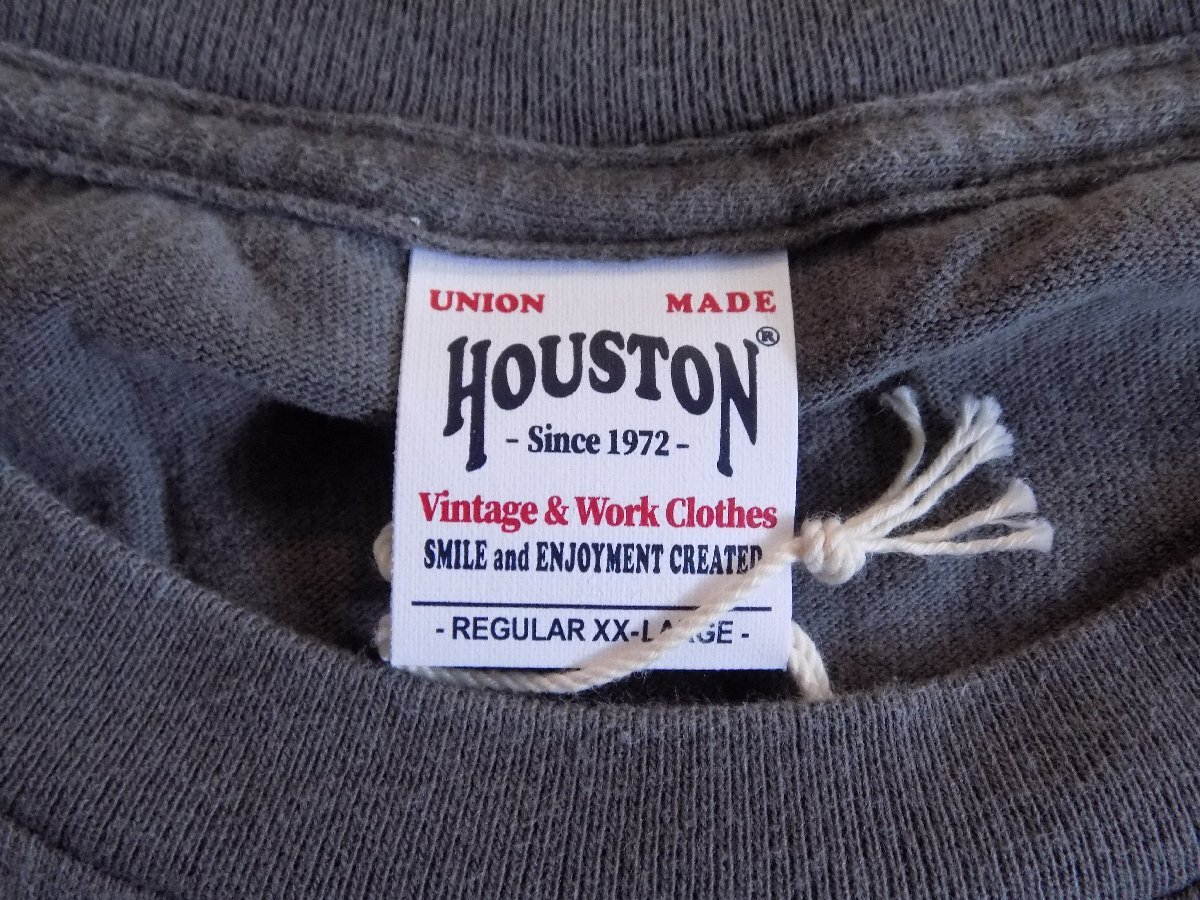 UNION MADE
HOUSTON®
- Since 1972 -
Vintage & Work Clothes
SMILE and ENJOYMENT CREATED
- REGULAR XX-LARGE -